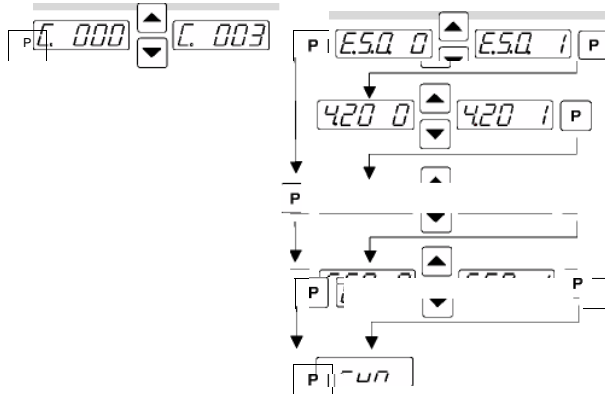 P C. 000 C. 003
P E.S.Q. 0 E.S.Q. 1 P
4.20 0 4.20 1 P
P
P P
P run